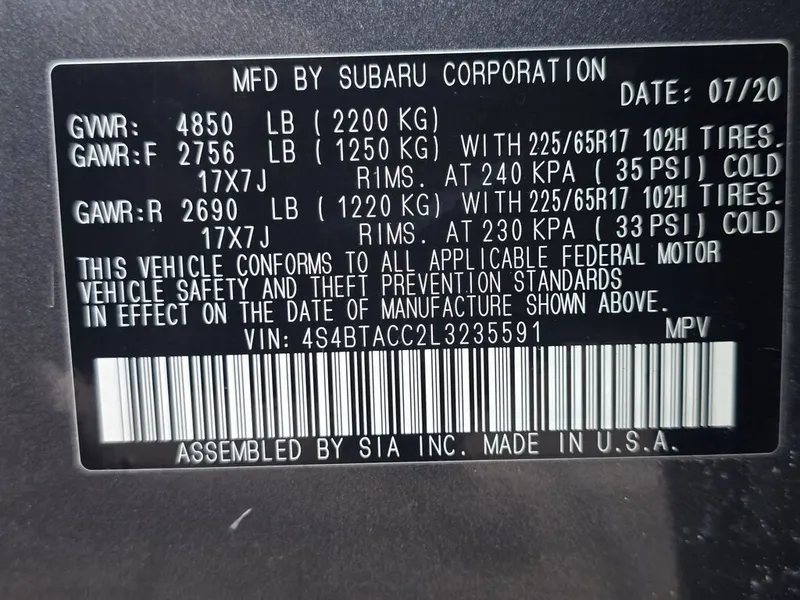 MFD BY SUBARU CORPORATION
DATE: 07/20
GVWR: 4850 LB ( 2200 KG)
GAWR:F 2756 LB ( 1250 KG) WITH 225/65R17 102H TIRES.
17X7J RIMS. AT 240 KPA ( 35 PSI) COLD
GAWR:R 2690 LB ( 1220 KG) WITH 225/65R17 102H TIRES.
17X7J RIMS. AT 230 KPA ( 33 PSI) COLD
THIS VEHICLE CONFORMS TO ALL APPLICABLE FEDERAL MOTOR
VEHICLE SAFETY AND THEFT PREVENTION STANDARDS
IN EFFECT ON THE DATE OF MANUFACTURE SHOWN ABOVE.
VIN: 4S4BTACC2L3235591 MPV
ASSEMBLED BY SIA INC. MADE IN U.S.A.